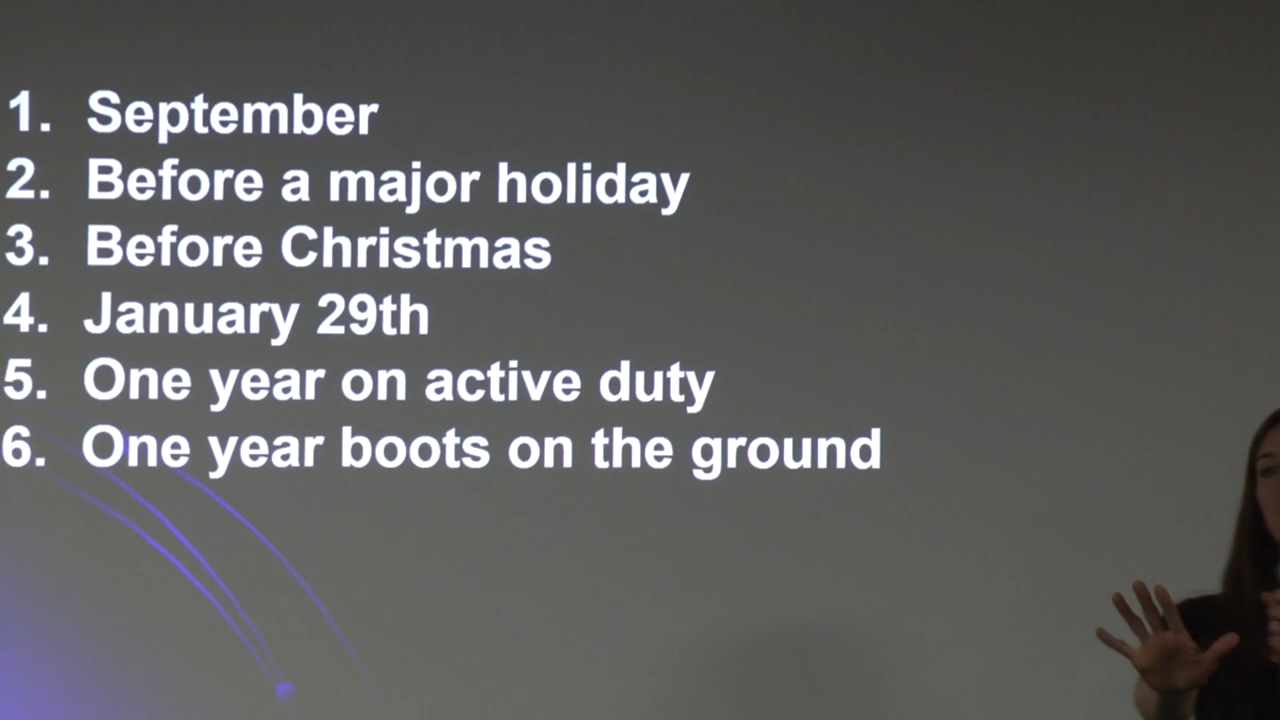 1. September
2. Before a major holiday
3. Before Christmas
4. January 29th
5. One year on active duty
6. One year boots on the ground